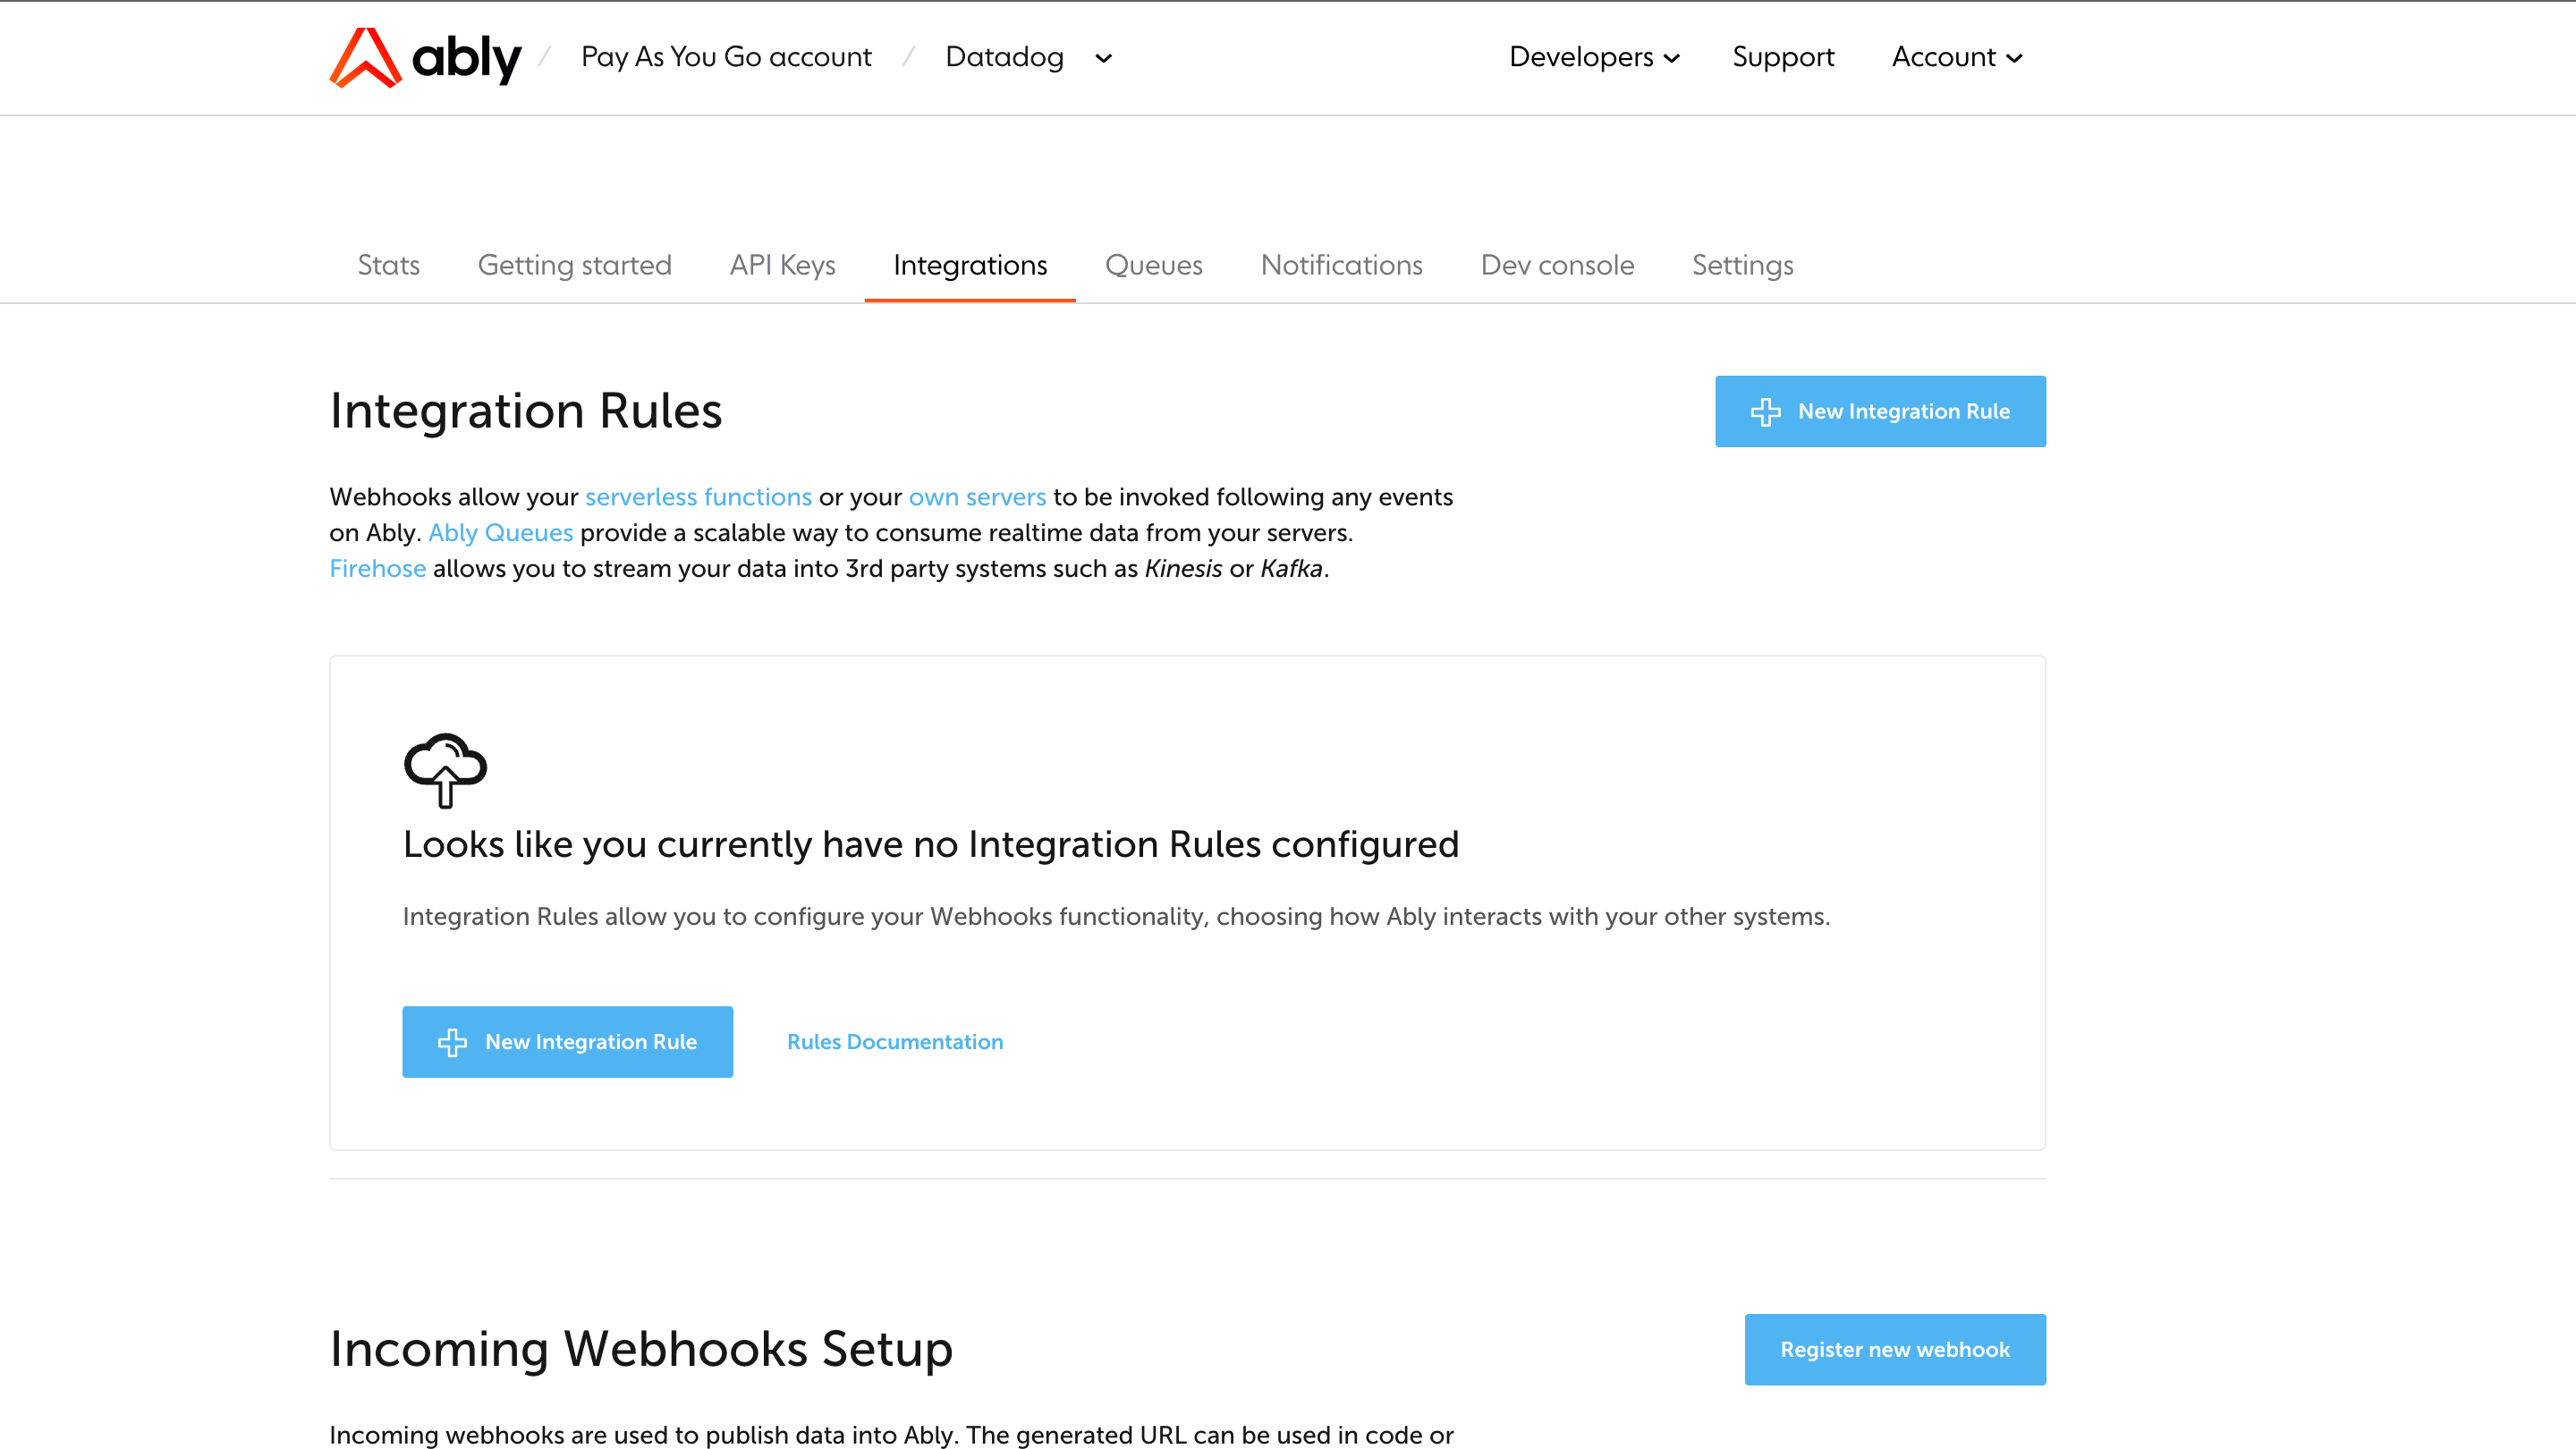 ably / Pay As You Go account / Datadog Developers Support Account
Stats Getting started API Keys Integrations Queues Notifications Dev console Settings
Integration Rules
New Integration Rule
Webhooks allow your serverless functions or your own servers to be invoked following any events
on Ably. Ably Queues provide a scalable way to consume realtime data from your servers.
Firehose allows you to stream your data into 3rd party systems such as Kinesis or Kafka.
Looks like you currently have no Integration Rules configured
Integration Rules allow you to configure your Webhooks functionality, choosing how Ably interacts with your other systems.
New Integration Rule Rules Documentation
Incoming Webhooks Setup
Register new webhook
Incoming webhooks are used to publish data into Ably. The generated URL can be used in code or